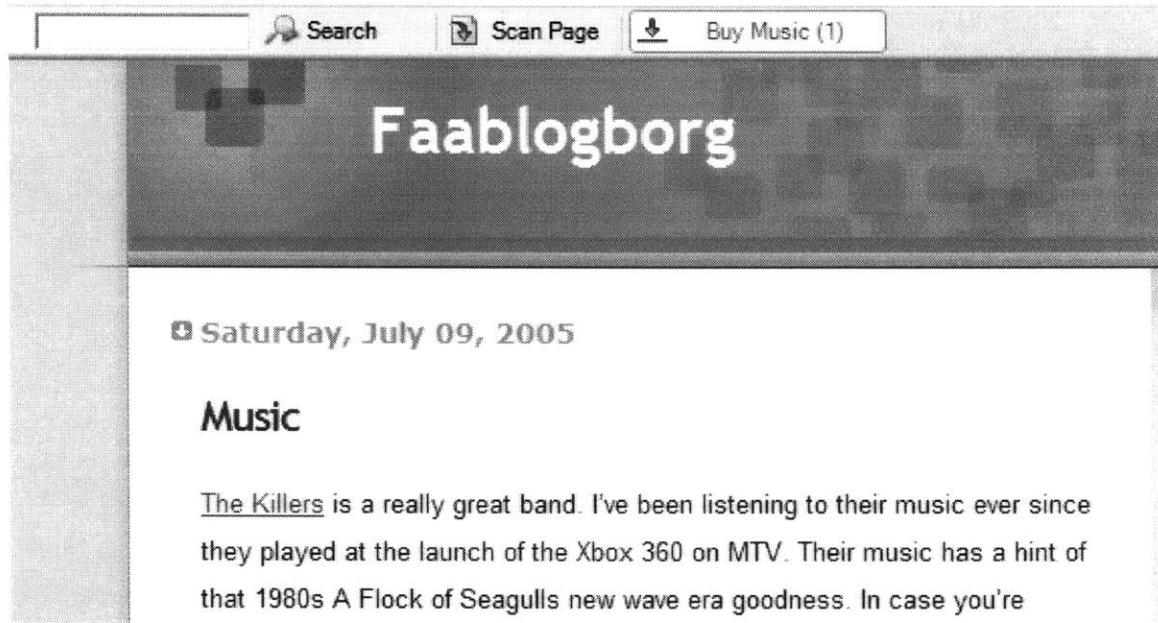 Search Scan Page Buy Music (1)
Faablogborg
Saturday, July 09, 2005
Music
The Killers is a really great band. I've been listening to their music ever since
they played at the launch of the Xbox 360 on MTV. Their music has a hint of
that 1980s A Flock of Seagulls new wave era goodness. In case you're